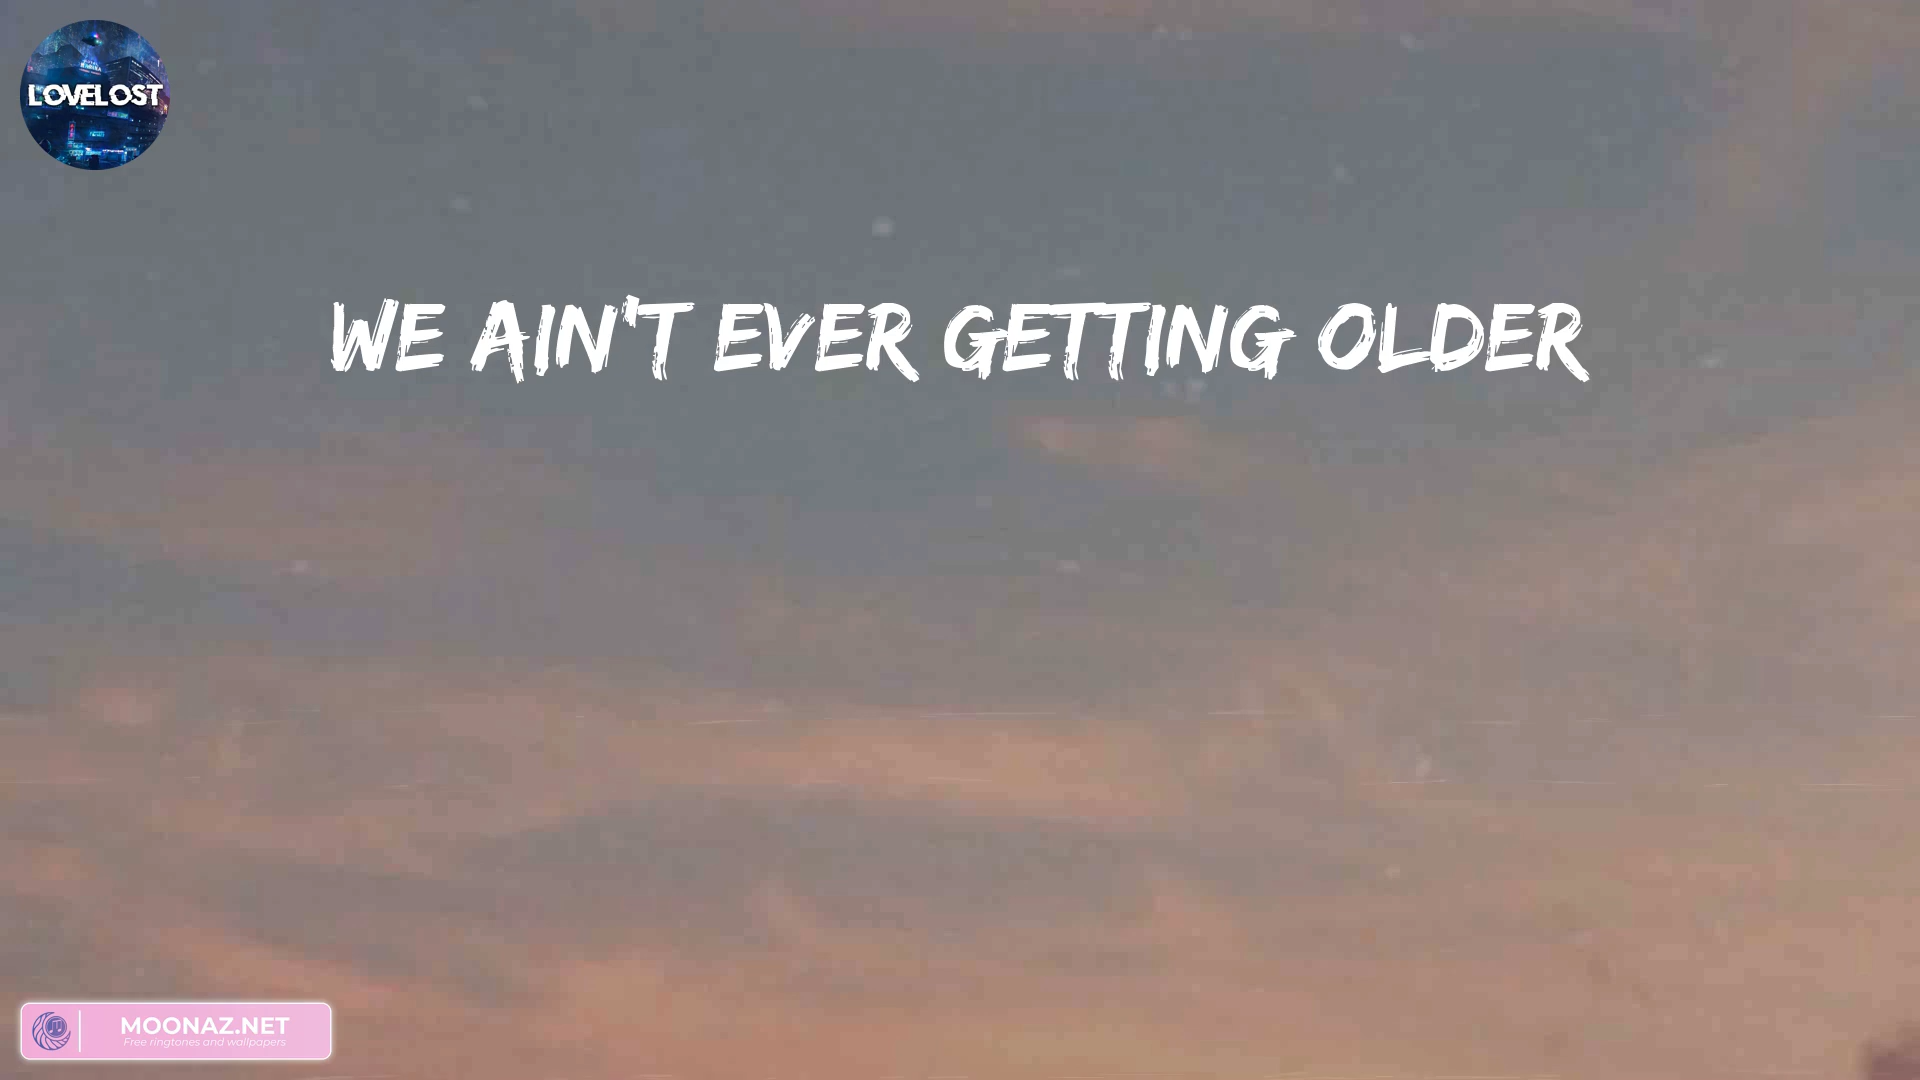 LOVELOST
WE AIN'T EVER GETTING OLDER
MOONAZ.NET
Free ringtones and wallpapers